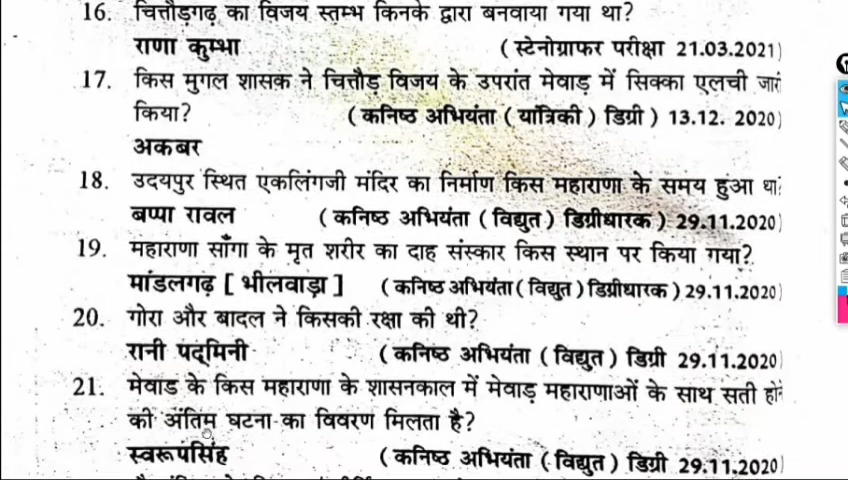 16. चित्तौड़गढ़ का विजय स्तम्भ किनके द्वारा बनवाया गया था?
राणा कुम्भा ( स्टेनोग्राफर परीक्षा 21.03.2021)
17. किस मुगल शासक ने चित्तौड़ विजय के उपरांत मेवाड़ में सिक्का एलची
किया? ( कनिष्ठ अभियंता ( यांत्रिकी ) डिग्री ) 13.12. 2020)
अकबर
18. उदयपुर स्थित एकलिंगजी मंदिर का निर्माण किस महाराणा के समय हुआ था
बप्पा रावल ( कनिष्ठ अभियंता ( विद्युत ) डिग्रीधारक ) 29.11.2020)
19. महाराणा साँगा के मृत शरीर का दाह संस्कार किस स्थान पर किया गया?
मांडलगढ़ [ भीलवाड़ा ] ( कनिष्ठ अभियंता ( विद्युत ) डिग्रीधारक ) 29.11.2020)
20. गोरा और बादल ने किसकी रक्षा की थी?
रानी पद्मिनी ( कनिष्ठ अभियंता ( विद्युत ) डिग्री 29.11.2020)
21. मेवाड के किस महाराणा के शासनकाल में मेवाड़ महाराणाओं के साथ सती
की अंतिम घटना का विवरण मिलता है?
स्वरूपसिंह ( कनिष्ठ अभियंता ( विद्युत ) डिग्री 29.11.2020)